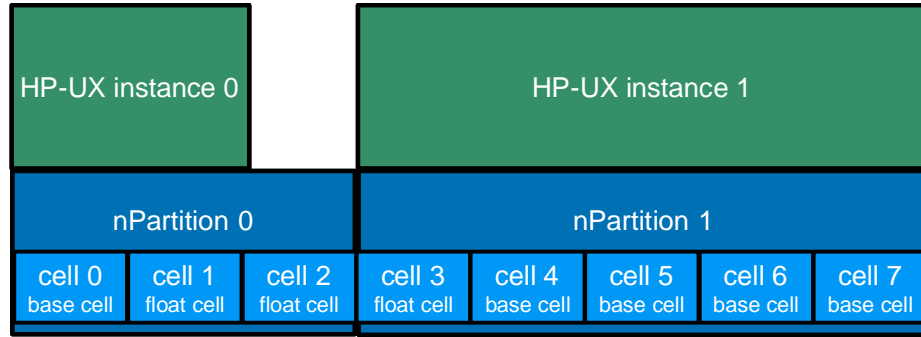 HP-UX instance 0
HP-UX instance 1
nPartition 0
nPartition 1
cell 0
base cell
cell 1
float cell
cell 2
float cell
cell 3
float cell
cell 4
base cell
cell 5
base cell
cell 6
base cell
cell 7
base cell